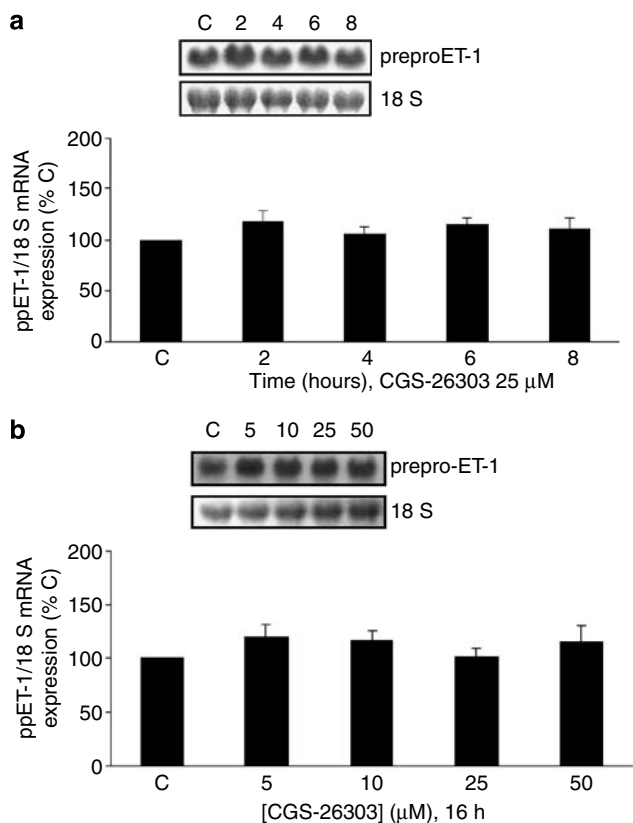 a
C 2 4 6 8
preproET-1
18 S
ppET-1/18 S mRNA
expression (% C)
200
150
100
50
0
C 2 4 6 8
Time (hours), CGS-26303 25 μM
b
C 5 10 25 50
prepro-ET-1
18 S
ppET-1/18 S mRNA
expression (% C)
200
150
100
50
0
C 5 10 25 50
[CGS-26303] (μM), 16 h